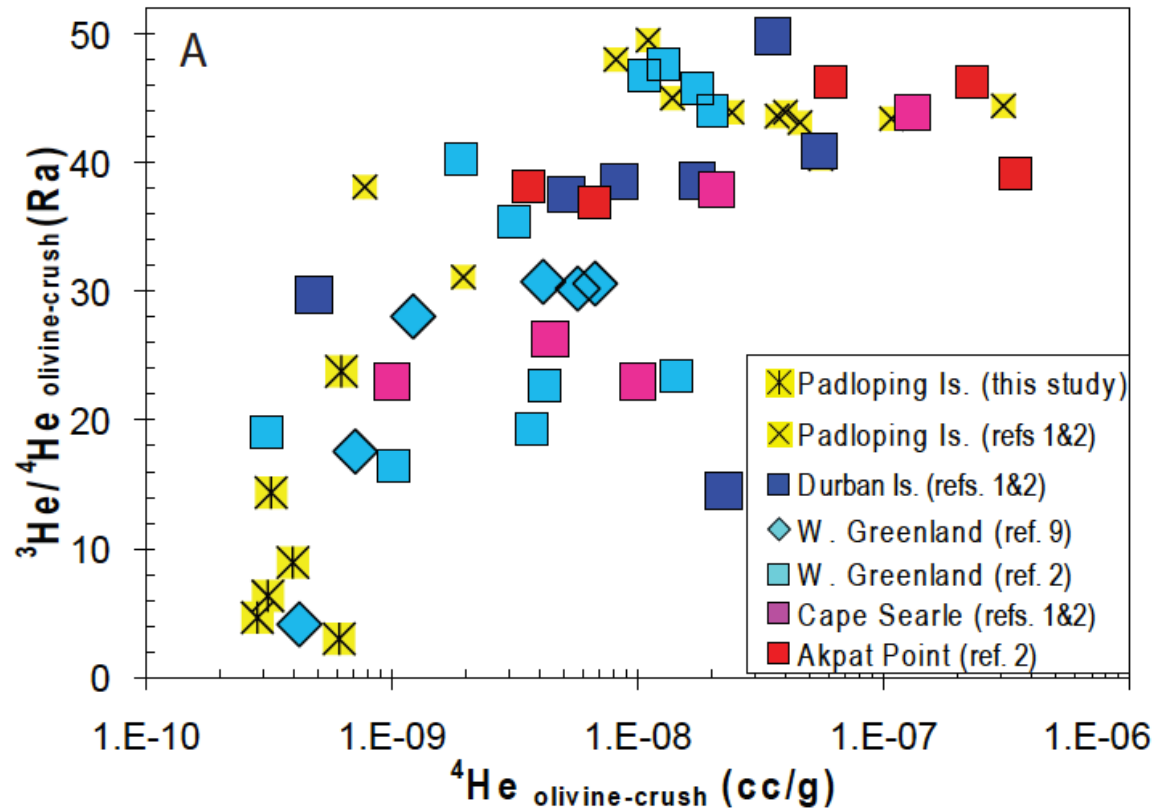 A
50
40
30
20
10
0
³He/⁴He olivine-crush (Ra)
1.E-10 1.E-09 1.E-08 1.E-07 1.E-06
⁴He olivine-crush (cc/g)
Padloping Is. (this study)
Padloping Is. (refs 1&2)
Durban Is. (refs. 1&2)
W. Greenland (ref. 9)
W. Greenland (ref. 2)
Cape Searle (refs. 1&2)
Akpat Point (ref. 2)